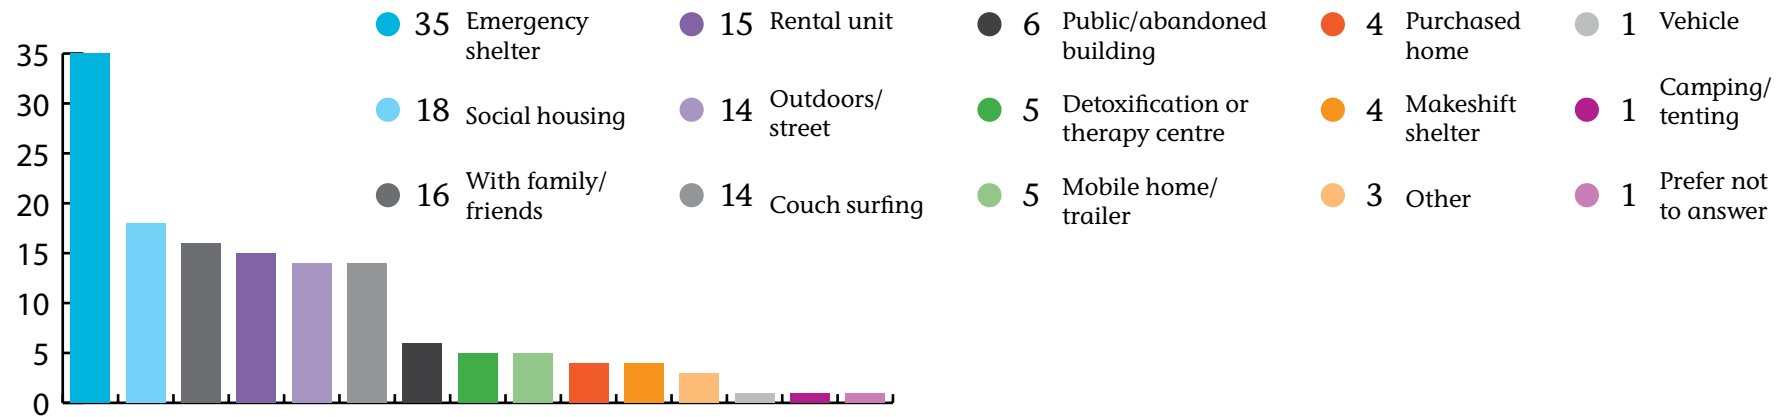 35 Emergency
shelter
18 Social housing
16 With family/
friends
15 Rental unit
14 Outdoors/
street
14 Couch surfing
6 Public/abandoned
building
5 Detoxification or
therapy centre
5 Mobile home/
trailer
4 Purchased
home
4 Makeshift
shelter
3 Other
1 Vehicle
1 Camping/
tenting
1 Prefer not
to answer
35
30
25
20
15
10
5
0